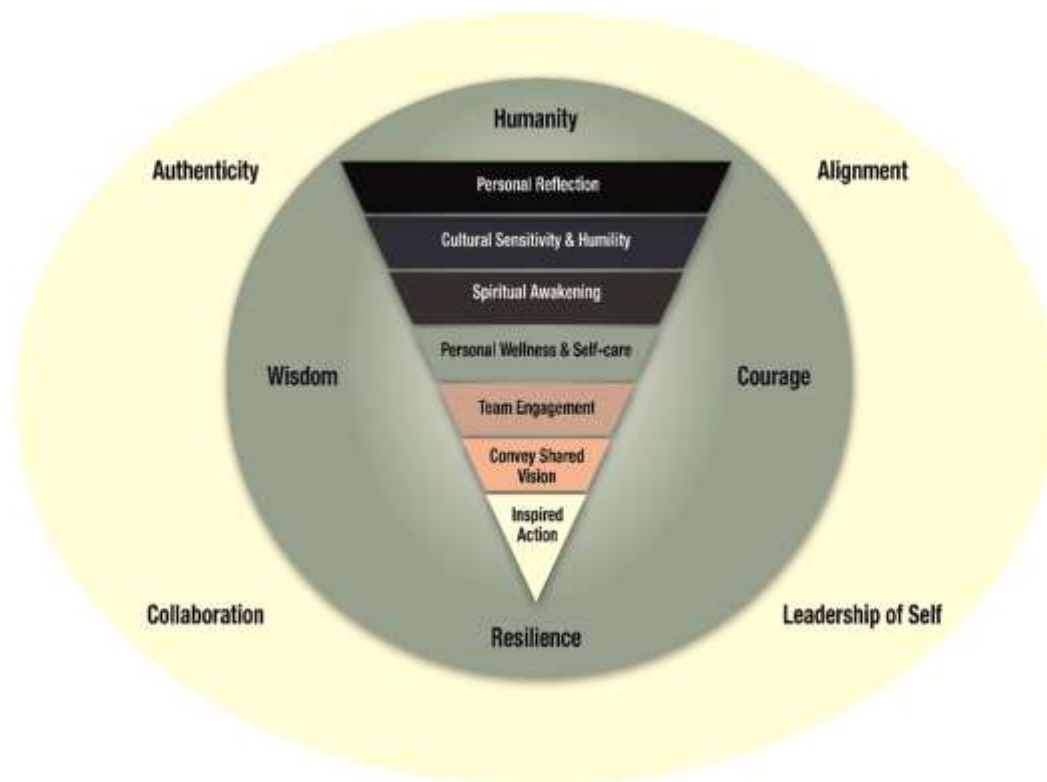 Humanity
Authenticity
Alignment
Personal Reflection
Cultural Sensitivity & Humility
Spiritual Awakening
Personal Wellness & Self-care
Wisdom
Courage
Team Engagement
Convey Shared
Vision
Inspired
Action
Collaboration
Leadership of Self
Resilience